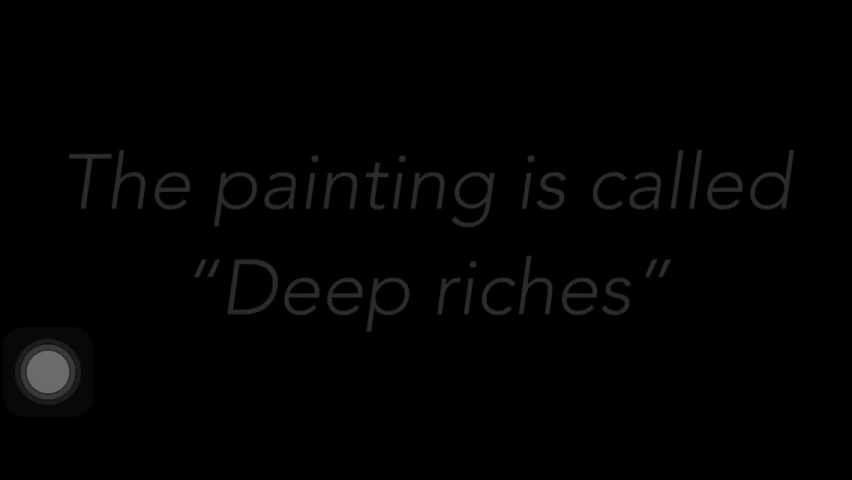 The painting is called
“Deep riches”